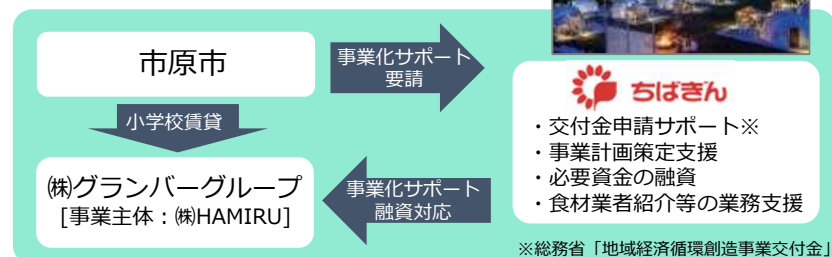 市原市
事業化サポート
要請
ちばぎん
・交付金申請サポート※
・事業計画策定支援
・必要資金の融資
・食材業者紹介等の業務支援
小学校賃貸
㈱グランバーグループ
[事業主体：㈱HAMIRU]
事業化サポート
融資対応
※総務省「地域経済循環創造事業交付金」